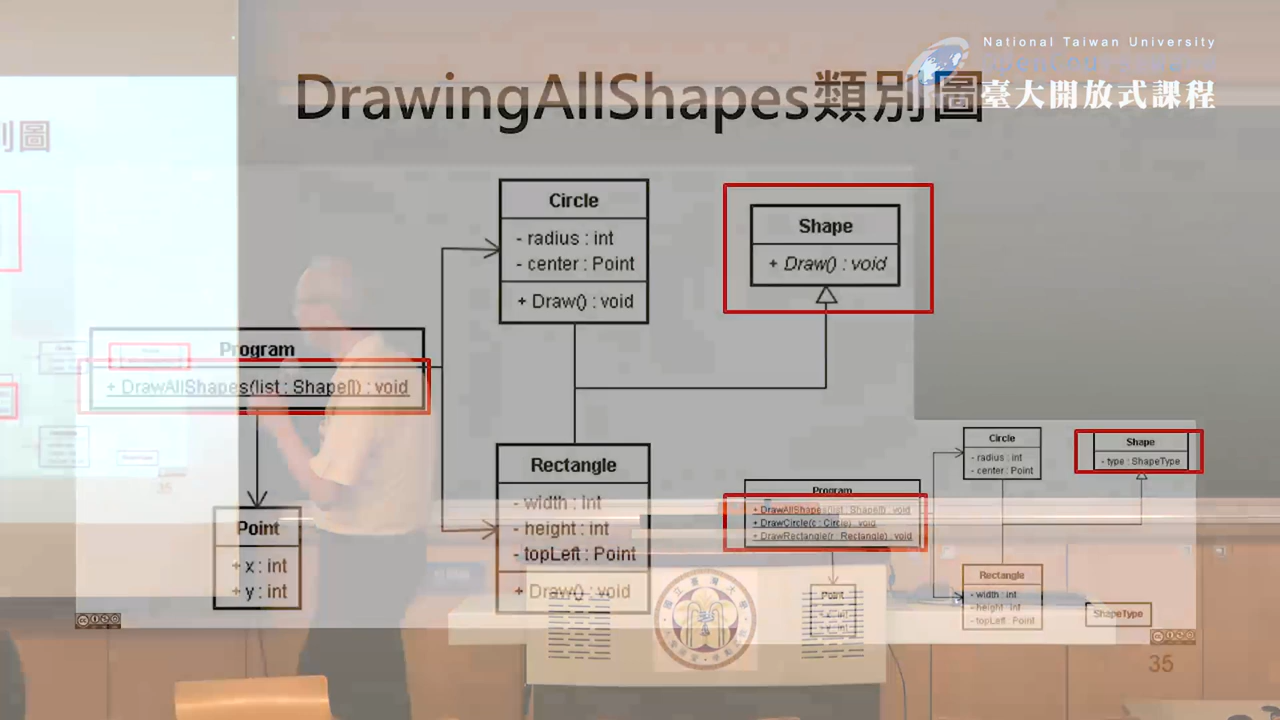 National Taiwan University
臺大開放式課程
DrawingAllShapes類別圖
別圖
Circle
- radius : int
- center : Point
+ Draw() : void
Shape
+ Draw() : void
Program
+ DrawAllShapes(list : Shape[]) : void
Point
+ x : int
+ y : int
Rectangle
- width : int
- height : int
- topLeft : Point
+ Draw() : void
Program
+ DrawAllShapes(list : Shape[]) : void
+ DrawCircle(c : Circle) : void
+ DrawRectangle(r : Rectangle) : void
Circle
- radius : int
- center : Point
Shape
- type : ShapeType
Point
Rectangle
- width : int
- height : int
- topLeft : Point
ShapeType
35
35